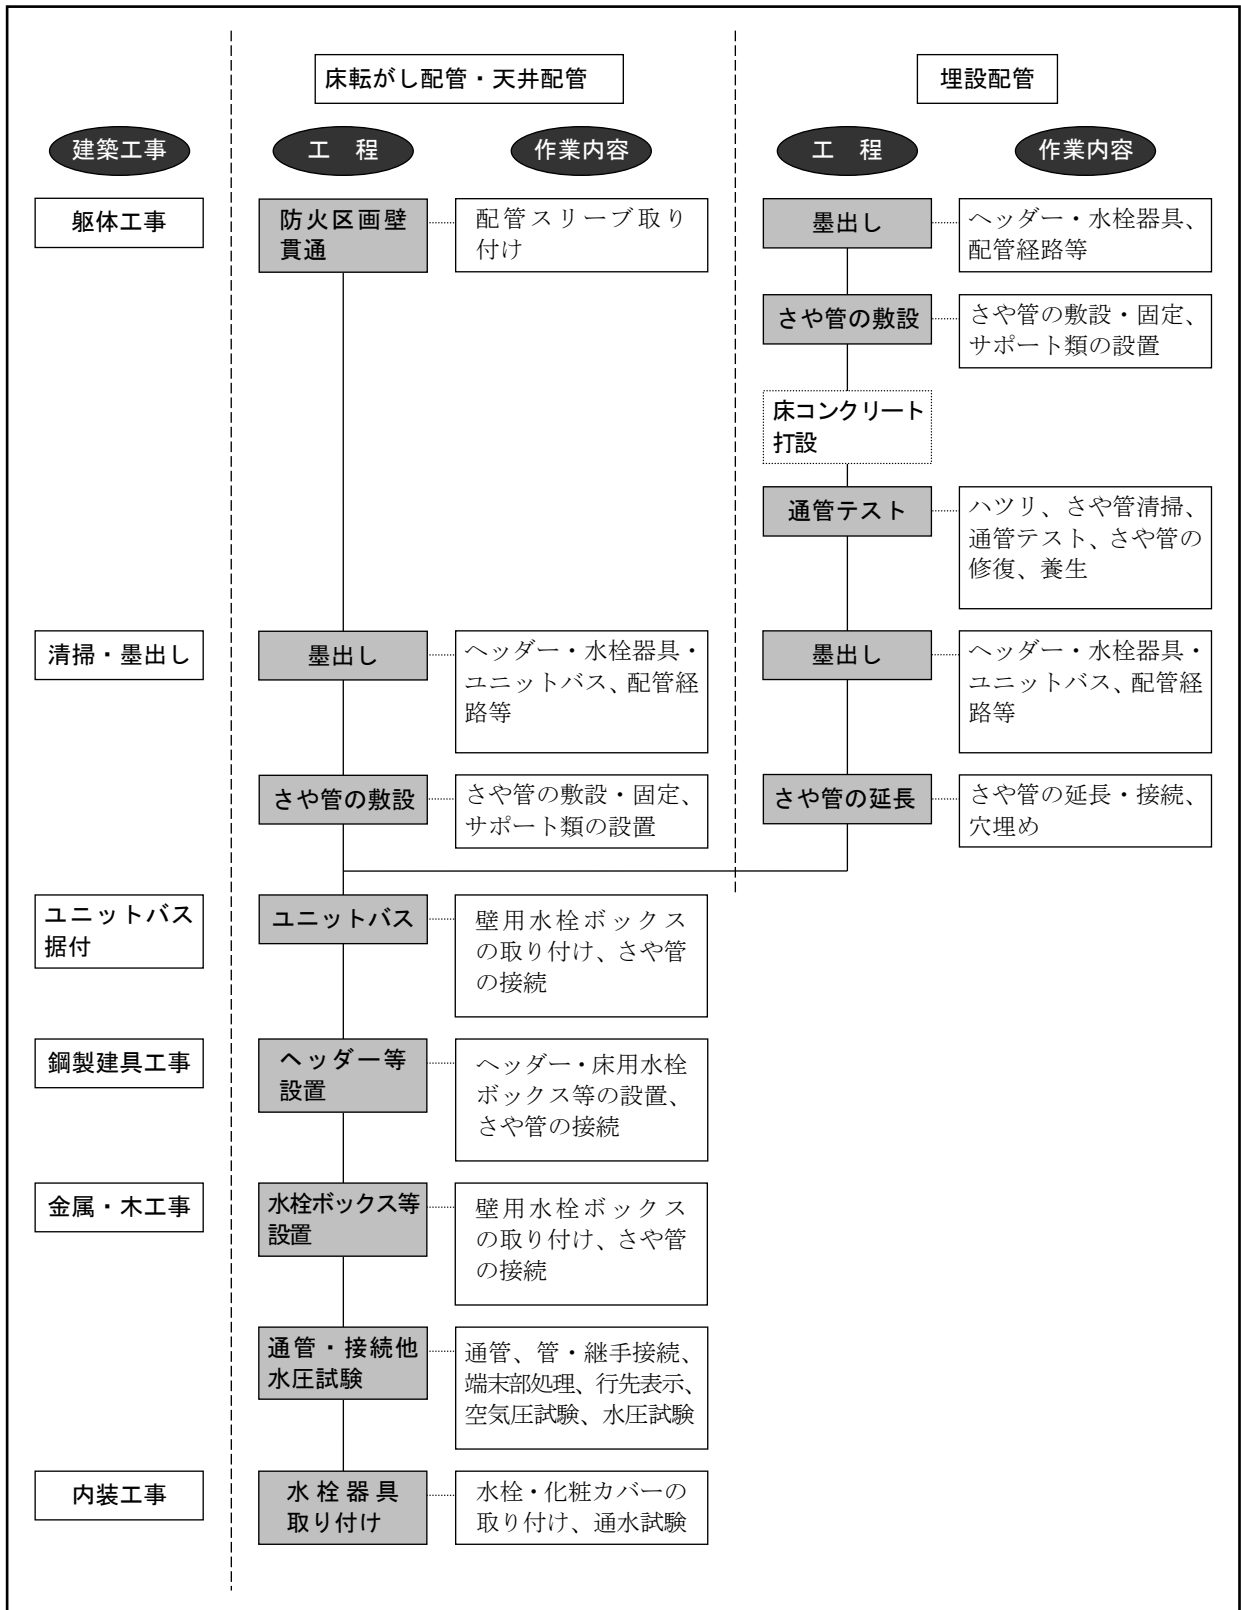 床転がし配管・天井配管
埋設配管
建築工事
工 程
作業内容
工 程
作業内容
躯体工事
防火区画壁
貫通
配管スリーブ取り
付け
墨出し
ヘッダー・水栓器具、
配管経路等
さや管の敷設
さや管の敷設・固定、
サポート類の設置
床コンクリート
打設
通管テスト
ハツリ、さや管清掃、
通管テスト、さや管の
修復、養生
清掃・墨出し
墨出し
ヘッダー・水栓器具・
ユニットバス、配管経
路等
墨出し
ヘッダー・水栓器具・
ユニットバス、配管経
路等
さや管の敷設
さや管の敷設・固定、
サポート類の設置
さや管の延長
さや管の延長・接続、
穴埋め
ユニットバス
据付
ユニットバス
壁用水栓ボックス
の取り付け、さや管
の接続
鋼製建具工事
ヘッダー等
設置
ヘッダー・床用水栓
ボックス等の設置、
さや管の接続
金属・木工事
水栓ボックス等
設置
壁用水栓ボックス
の取り付け、さや管
の接続
通管・接続他
水圧試験
通管、管・継手接続、
端末部処理、行先表示、
空気圧試験、水圧試験
内装工事
水栓器具
取り付け
水栓・化粧カバーの
取り付け、通水試験